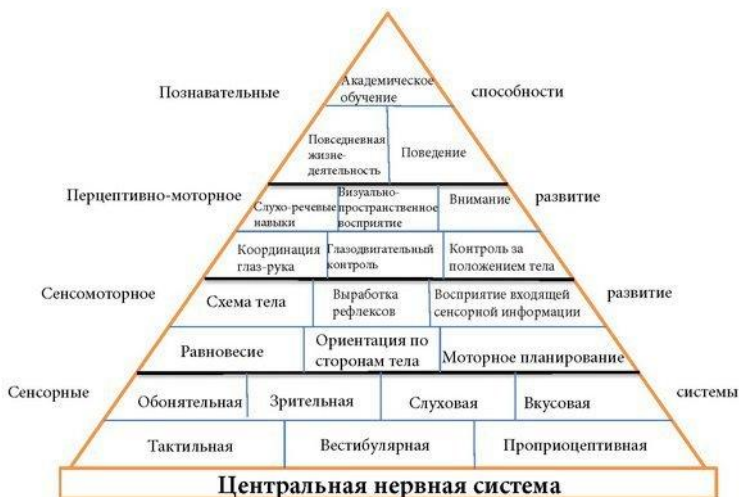 Академическое
обучение
Познавательные
способности
Повседневная
жизне-
деятельность
Поведение
Перцептивно-моторное
развитие
Слухо-речевые
навыки
Визуально-
пространственное
восприятие
Внимание
Координация
глаз-рука
Глазодвигательный
контроль
Контроль за
положением тела
Сенсомоторное
развитие
Схема тела
Выработка
рефлексов
Восприятие входящей
сенсорной информации
Равновесие
Ориентация по
сторонам тела
Моторное планирование
Сенсорные
системы
Обонятельная
Зрительная
Слуховая
Вкусовая
Тактильная
Вестибулярная
Проприоцептивная
Центральная нервная система